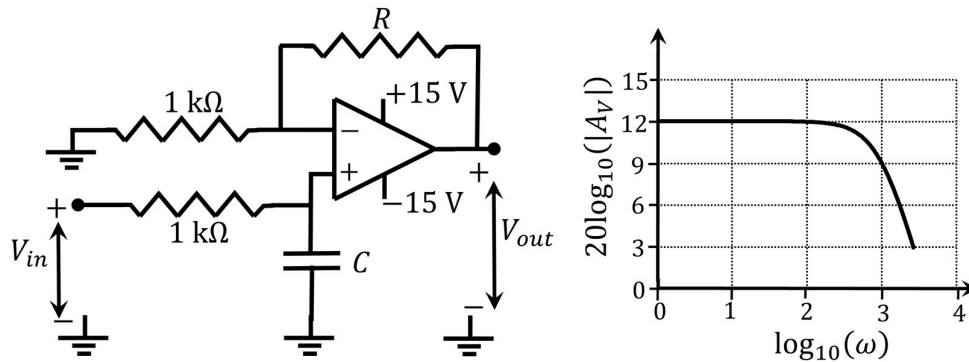 R
1 kΩ
+15 V
−
+
−15 V
+
1 kΩ
V_in
−
C
+
V_out
−
20log₁₀(|A_V|)
15
12
9
6
3
0
0 1 2 3 4
log₁₀(ω)